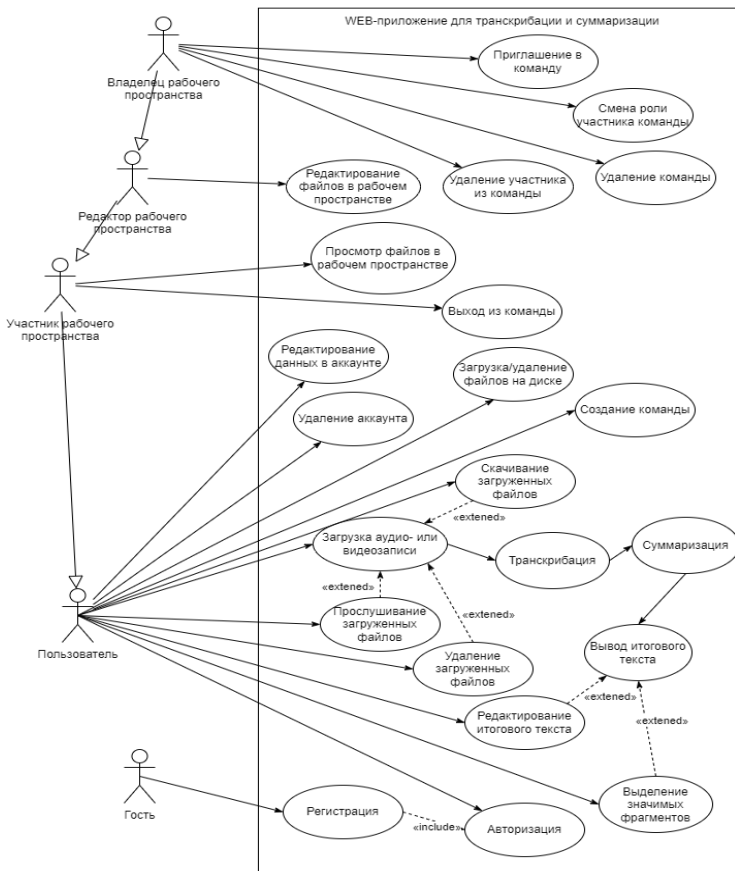 WEB-приложение для транскрибации и суммаризации
Владелец рабочего
пространства
Приглашение в
команду
Смена роли
участника команды
Удаление команды
Удаление участника
из команды
Редактор рабочего
пространства
Редактирование
файлов в рабочем
пространстве
Участник рабочего
пространства
Просмотр файлов в
рабочем пространстве
Выход из команды
Редактирование
данных в аккаунте
Загрузка/удаление
файлов на диске
Удаление аккаунта
Создание команды
Скачивание
загруженных
файлов
«extened»
Загрузка аудио- или
видеозаписи
Транскрибация
Суммаризация
«extened»
Прослушивание
загруженных
файлов
«extened»
Удаление
загруженных
файлов
Вывод итогового
текста
Пользователь
«extened»
Редактирование
итогового текста
«extened»
Выделение
значимых
фрагментов
Гость
Регистрация
«include»
Авторизация